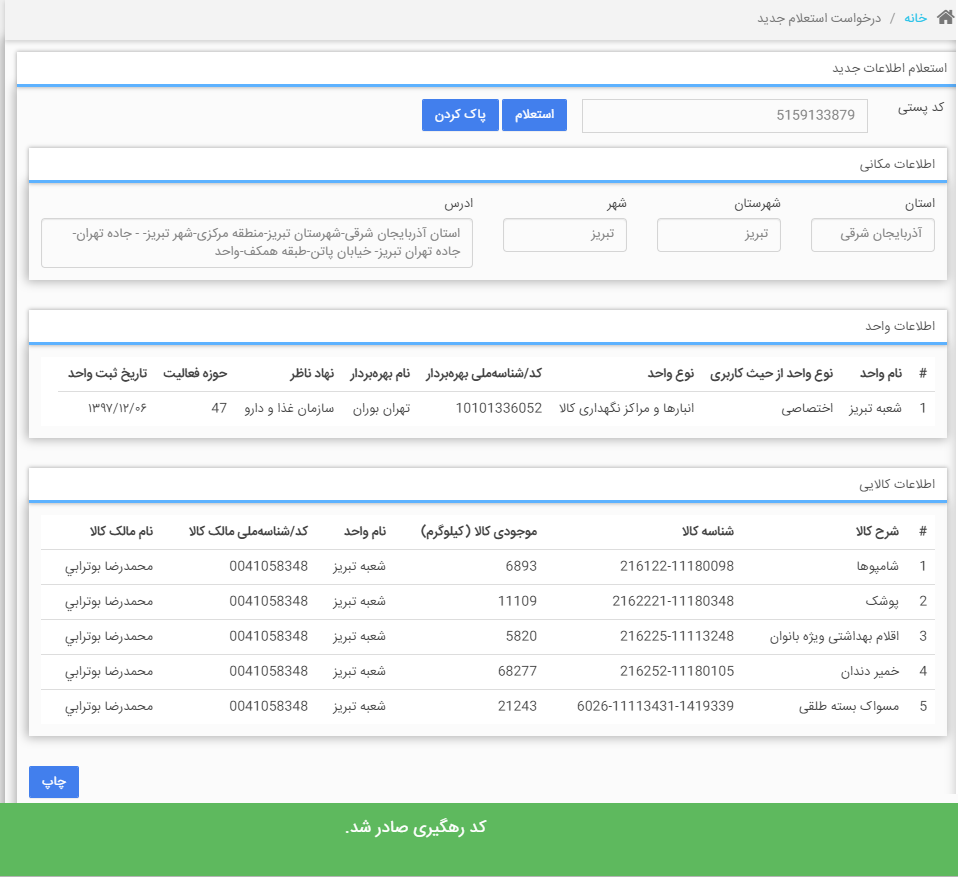 خانه / درخواست استعلام جدید
استعلام اطلاعات جدید
کد پستی 5159133879 استعلام پاک کردن
اطلاعات مکانی
استان شهرستان شهر ادرس
آذربایجان شرقی تبریز تبریز استان آذربایجان شرقی-شهرستان تبریز-منطقه مرکزی-شهر تبریز- - جاده تهران-
جاده تهران تبریز- خیابان پاتن-طبقه همکف-واحد
اطلاعات واحد
# نام واحد نوع واحد از حیث کاربری نوع واحد کد/شناسه‌ملی بهره‌بردار نام بهره‌بردار نهاد ناظر حوزه فعالیت تاریخ ثبت واحد
1 شعبه تبریز اختصاصی انبارها و مراکز نگهداری کالا 10101336052 تهران بوران سازمان غذا و دارو 47 ۱۳۹۷/۱۲/۰۶
اطلاعات کالایی
# شرح کالا شناسه کالا موجودی کالا (کیلوگرم) نام واحد کد/شناسه‌ملی مالک کالا نام مالک کالا
1 شامپوها 216122-11180098 6893 شعبه تبریز 0041058348 محمدرضا بوترابي
2 پوشک 2162221-11180348 11109 شعبه تبریز 0041058348 محمدرضا بوترابي
3 اقلام بهداشتی ویژه بانوان 216225-11113248 5820 شعبه تبریز 0041058348 محمدرضا بوترابي
4 خمیر دندان 216252-11180105 68277 شعبه تبریز 0041058348 محمدرضا بوترابي
5 مسواک بسته طلقی 6026-11113431-1419339 21243 شعبه تبریز 0041058348 محمدرضا بوترابي
چاپ
کد رهگیری صادر شد.